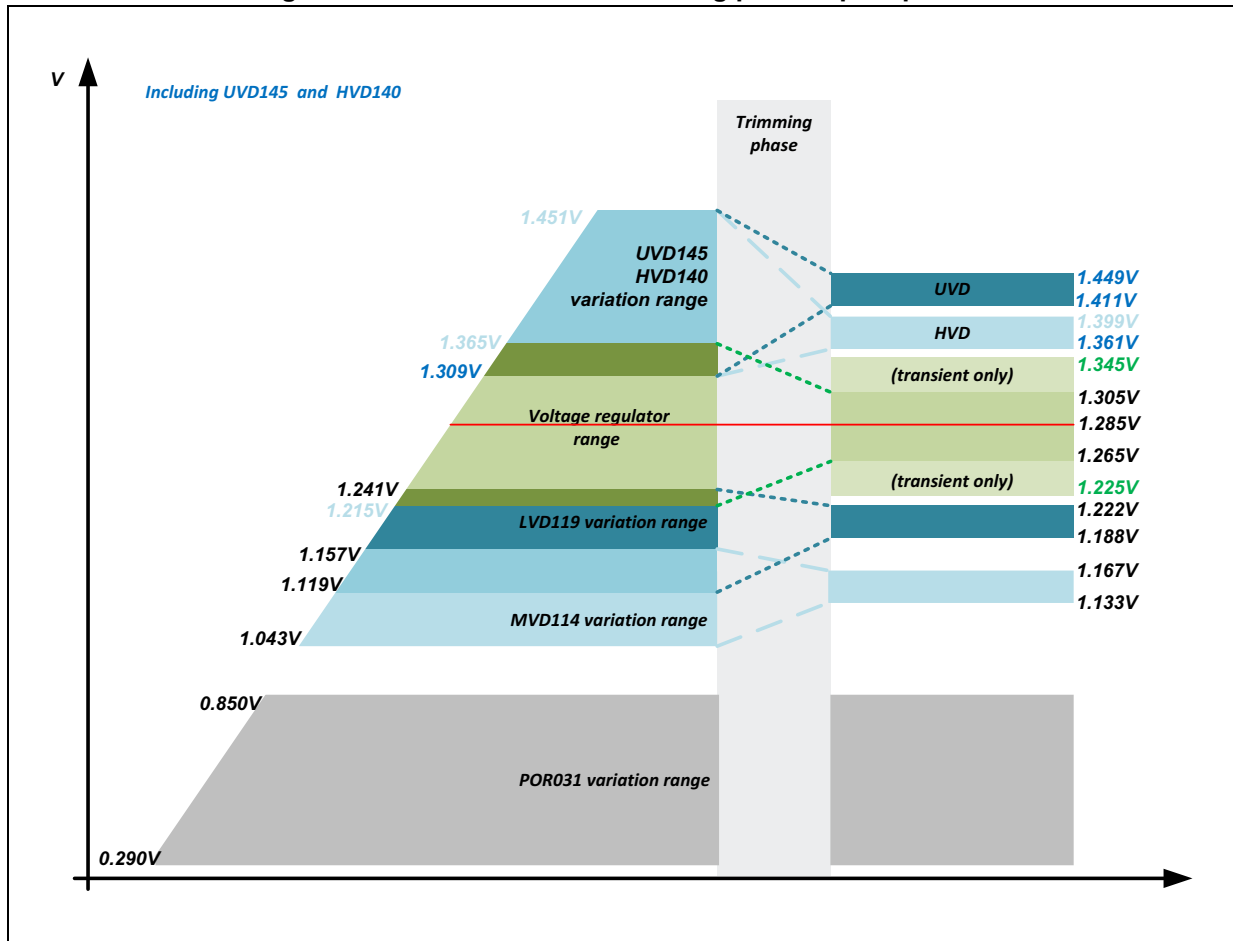 V
Including UVD145 and HVD140
Trimming
phase
1.451V
UVD145
HVD140
variation range
1.449V
UVD
1.411V
1.399V
HVD
1.361V
1.365V
1.345V
1.309V
(transient only)
1.305V
Voltage regulator
range
1.285V
1.265V
(transient only)
1.241V
1.225V
1.215V
1.222V
LVD119 variation range
1.188V
1.157V
1.167V
1.119V
1.133V
MVD114 variation range
1.043V
0.850V
POR031 variation range
0.290V